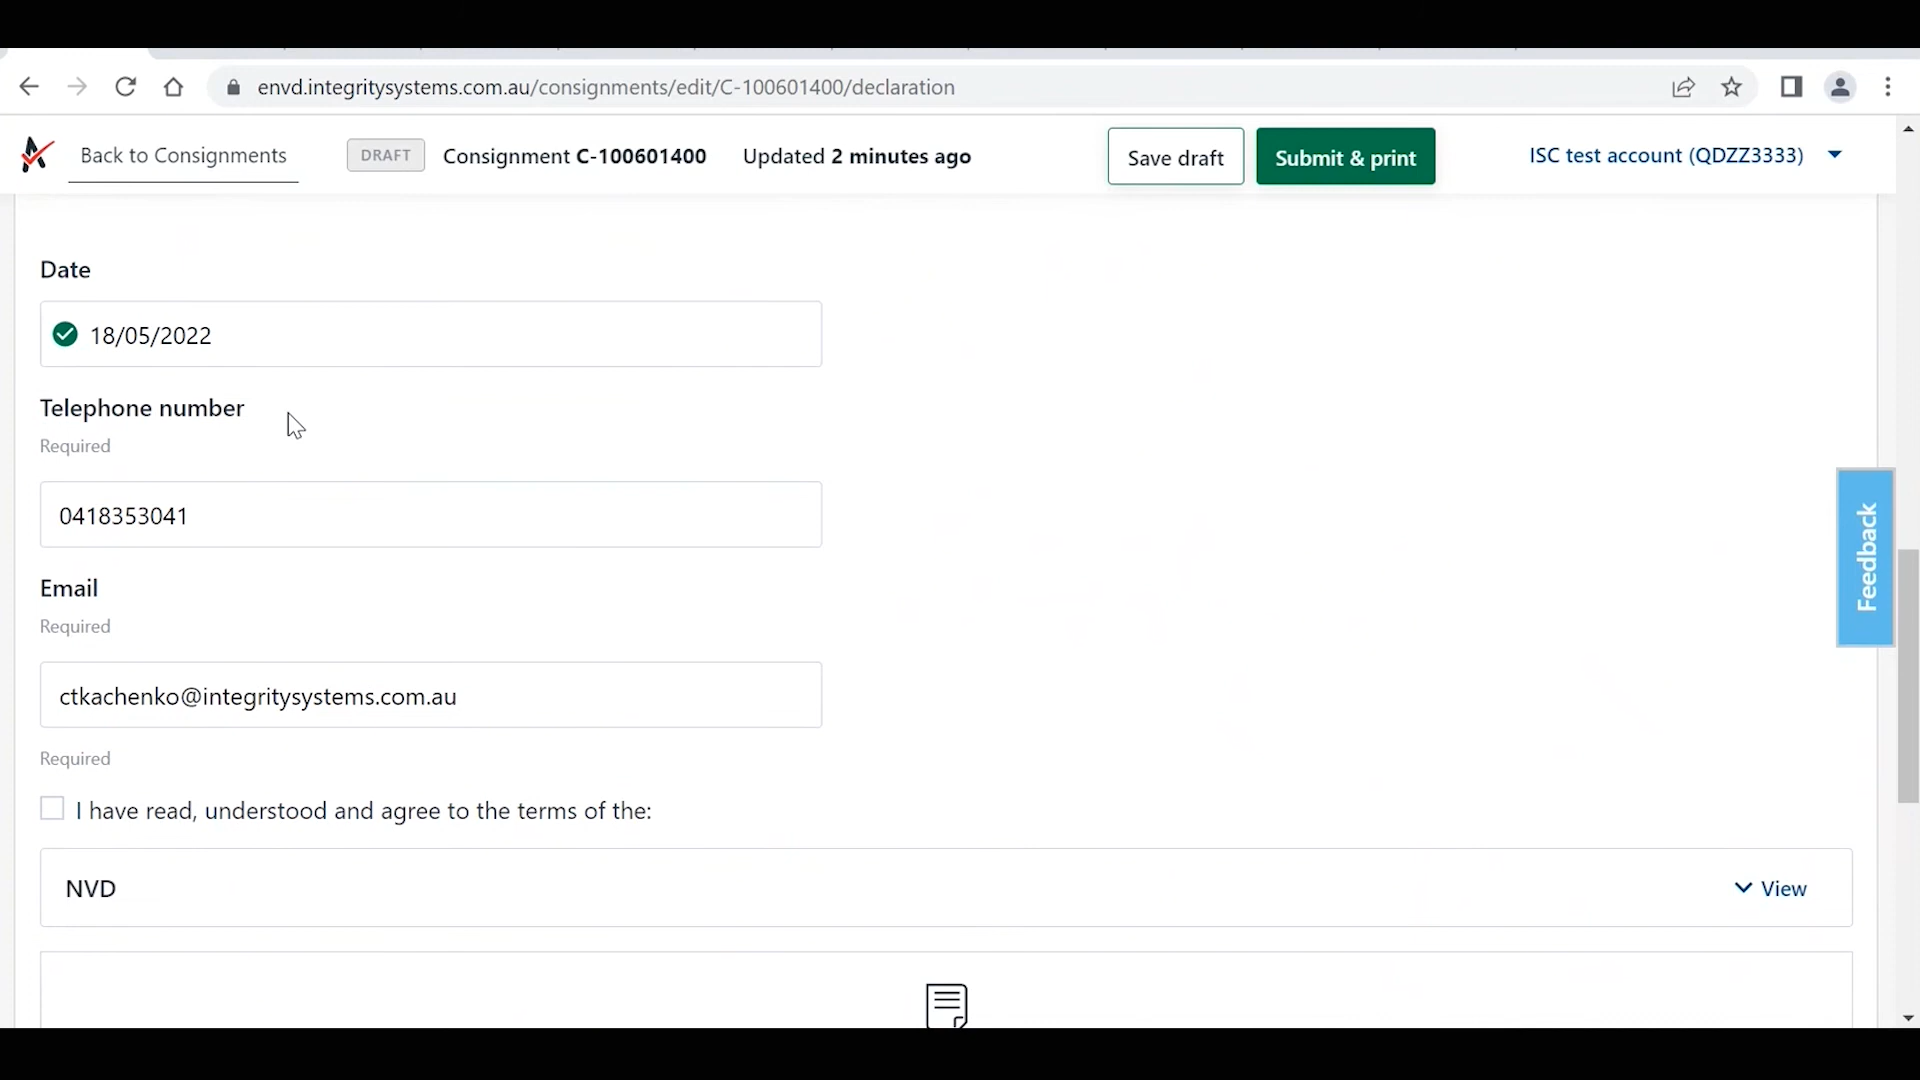 envd.integritysystems.com.au/consignments/edit/C-100601400/declaration
Back to Consignments
DRAFT
Consignment C-100601400
Updated 2 minutes ago
Save draft
Submit & print
ISC test account (QDZZ3333)
Date
18/05/2022
Telephone number
Required
0418353041
Email
Required
ctkachenko@integritysystems.com.au
Required
I have read, understood and agree to the terms of the:
NVD
View
Feedback